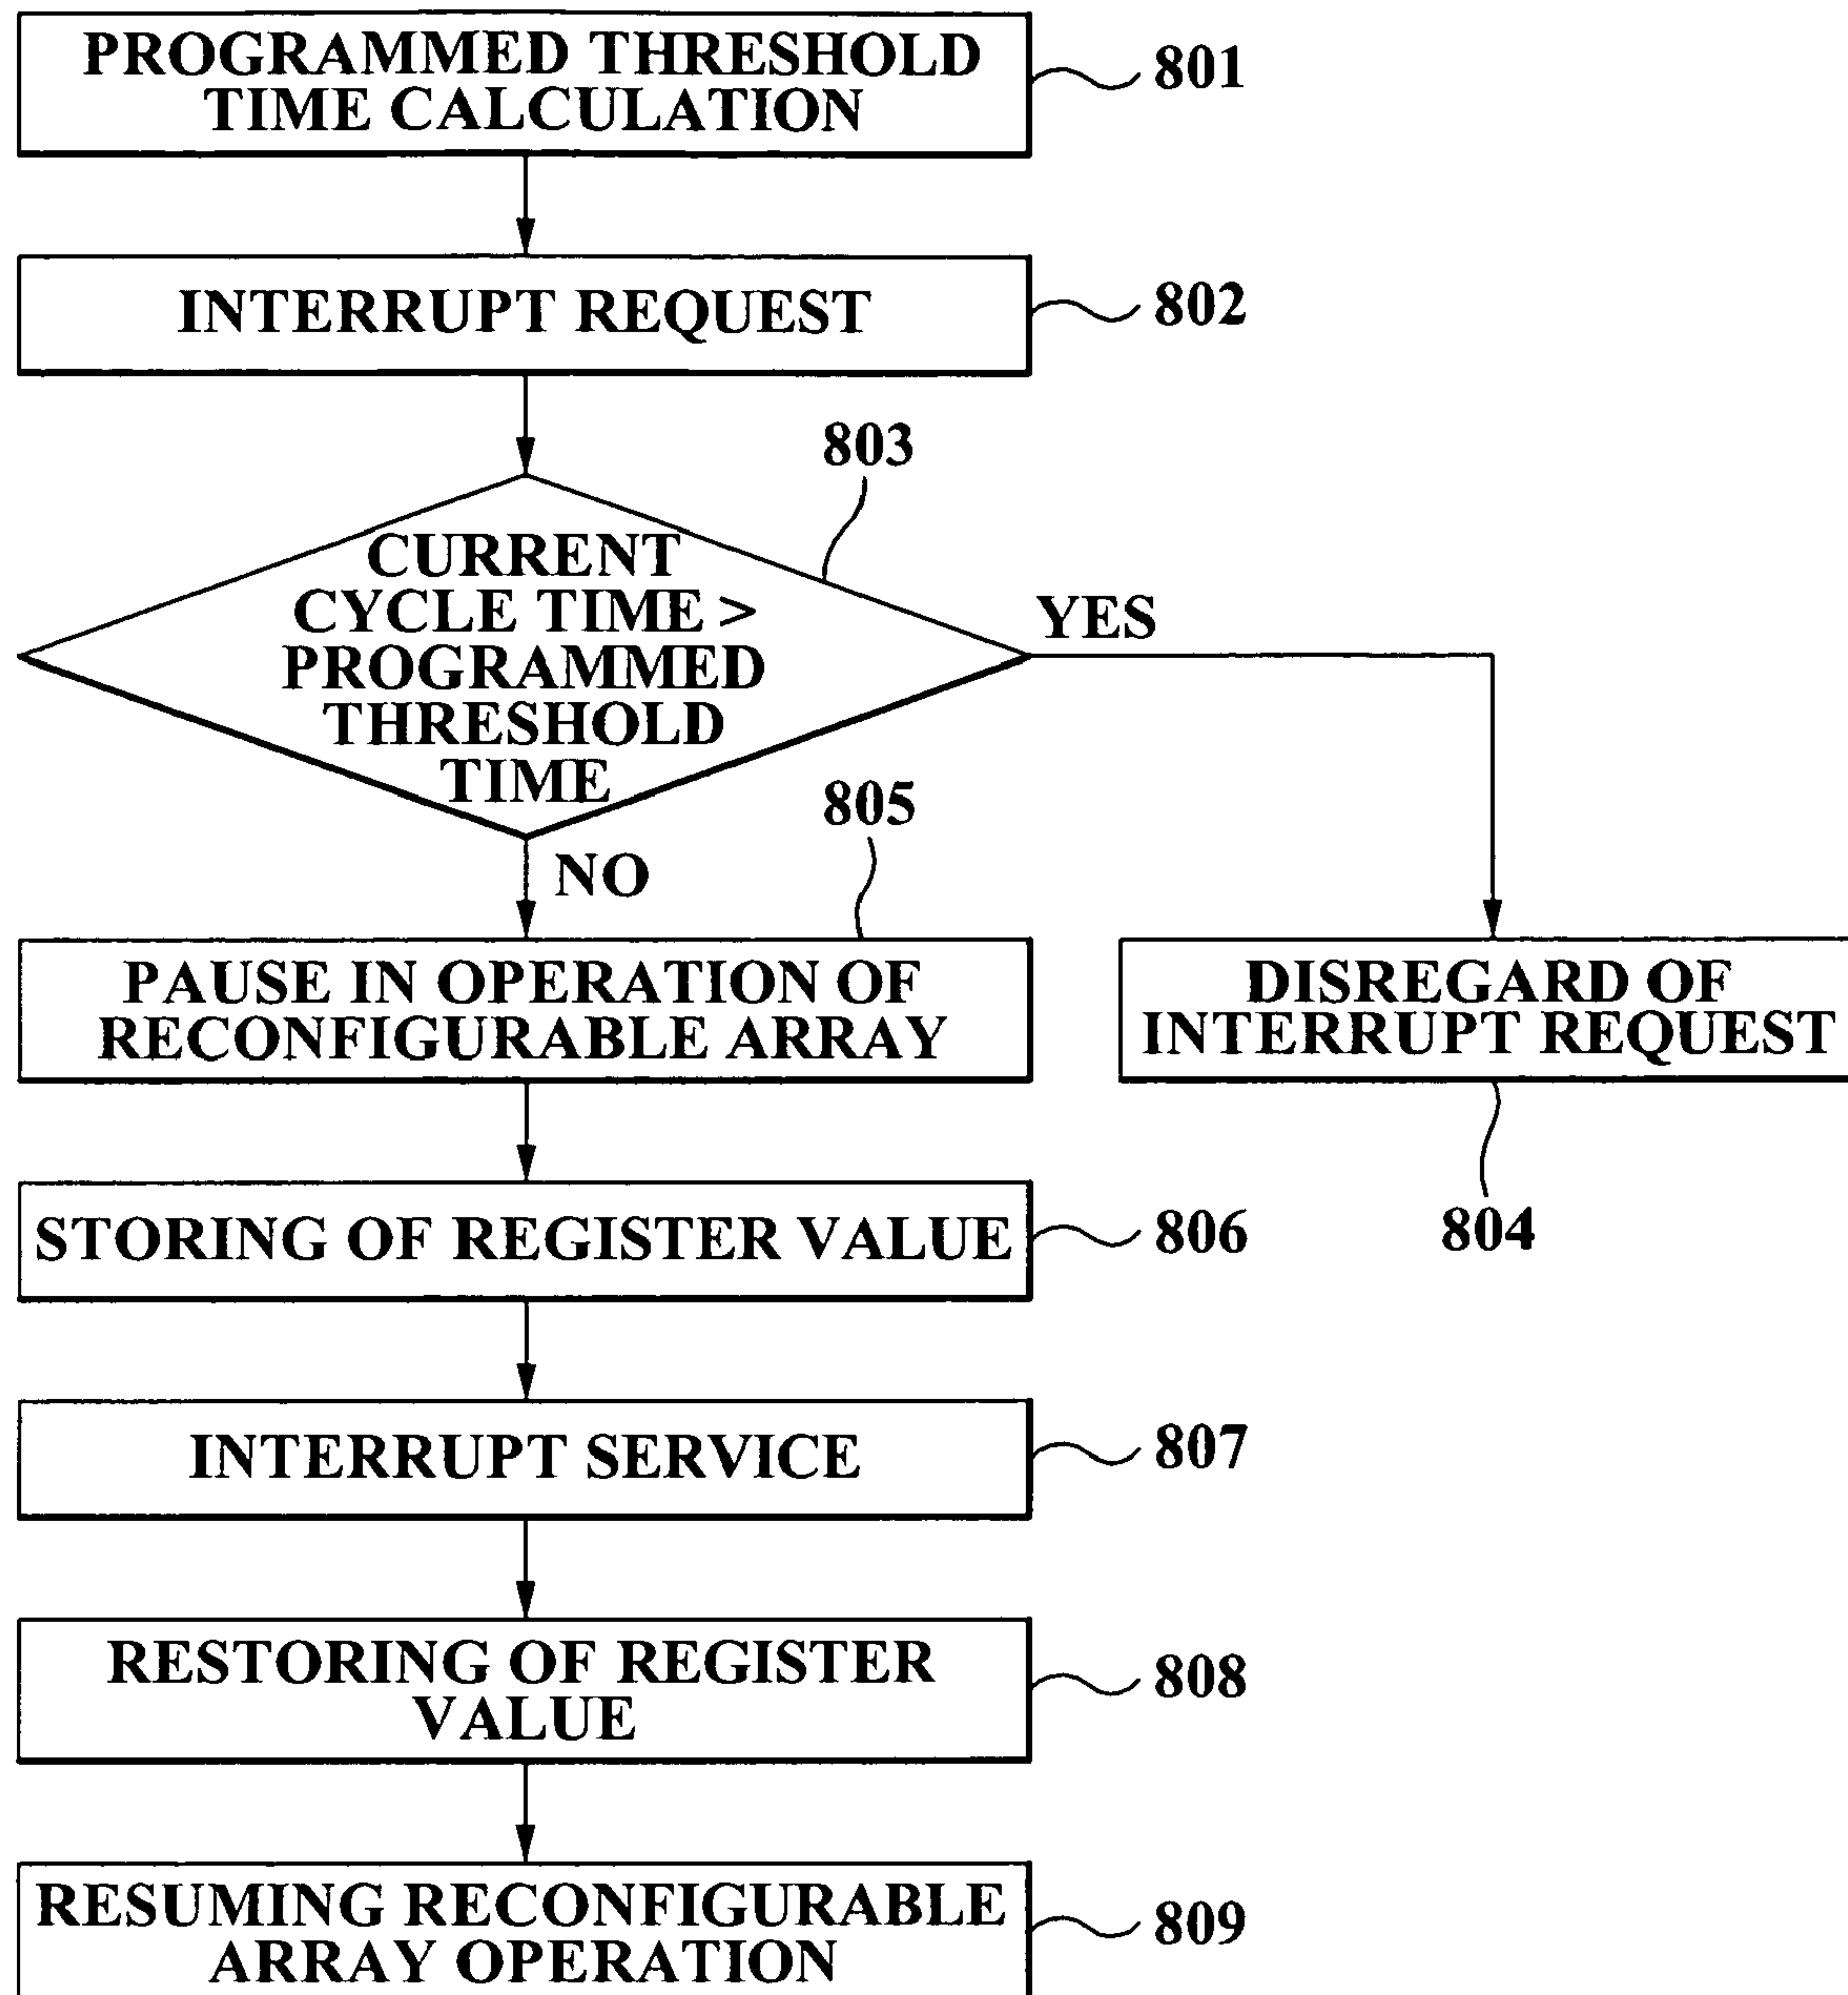 PROGRAMMED THRESHOLD
TIME CALCULATION
801
INTERRUPT REQUEST
802
803
CURRENT
CYCLE TIME >
PROGRAMMED
THRESHOLD
TIME
YES
805
NO
PAUSE IN OPERATION OF
RECONFIGURABLE ARRAY
DISREGARD OF
INTERRUPT REQUEST
804
STORING OF REGISTER VALUE
806
INTERRUPT SERVICE
807
RESTORING OF REGISTER
VALUE
808
RESUMING RECONFIGURABLE
ARRAY OPERATION
809